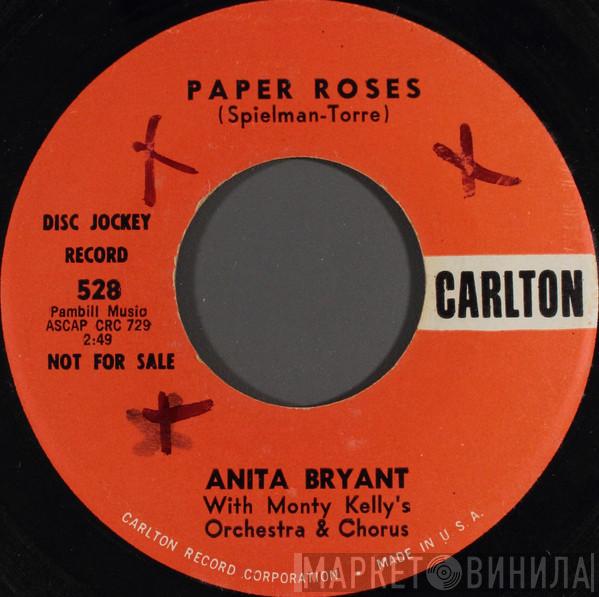 PAPER ROSES
(Spielman-Torre)
DISC JOCKEY
RECORD
528
Pambill Music
ASCAP CRC 729
2:49
NOT FOR SALE
CARLTON
ANITA BRYANT
With Monty Kelly's
Orchestra & Chorus
CARLTON RECORD CORPORATION. • MADE IN U.S.A.
МАРКЕТ ВИНИЛА